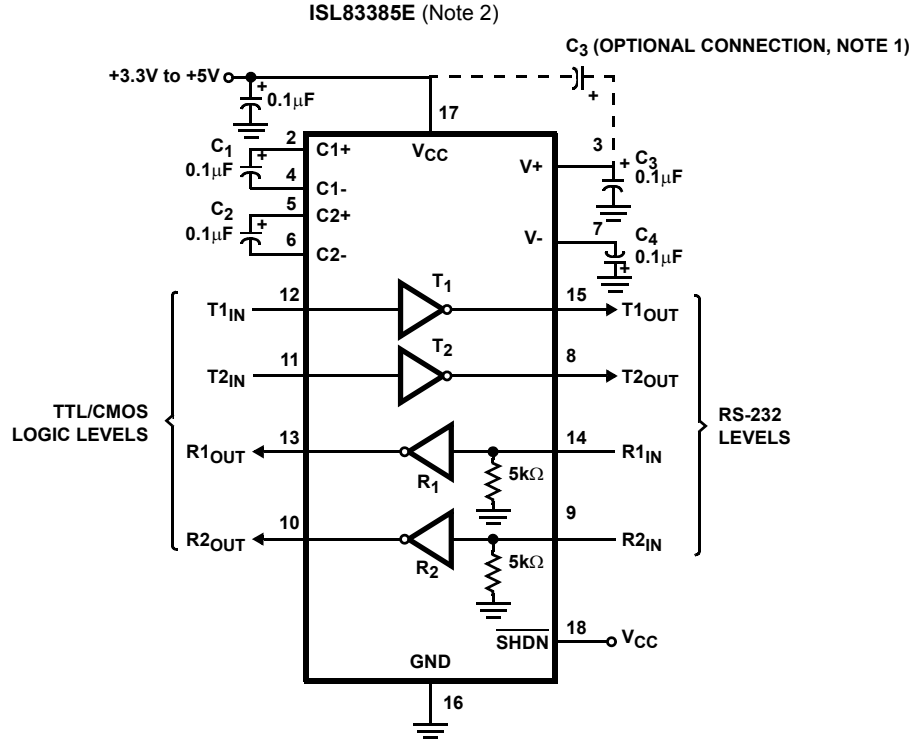 ISL83385E (Note 2)
C3 (OPTIONAL CONNECTION, NOTE 1)
+3.3V to +5V
+
0.1µF
+
17
2
C1+
VCC
3
C1
0.1µF
+
V+
+
C3
0.1µF
4
C1-
5
C2+
C2
0.1µF
+
7
V-
C4
0.1µF
+
6
C2-
T1
12
15
T1IN
T1OUT
T2
11
8
T2IN
T2OUT
TTL/CMOS
LOGIC LEVELS
RS-232
LEVELS
13
14
R1OUT
R1IN
R1
5kΩ
10
9
R2OUT
R2IN
R2
5kΩ
SHDN
18
VCC
GND
16